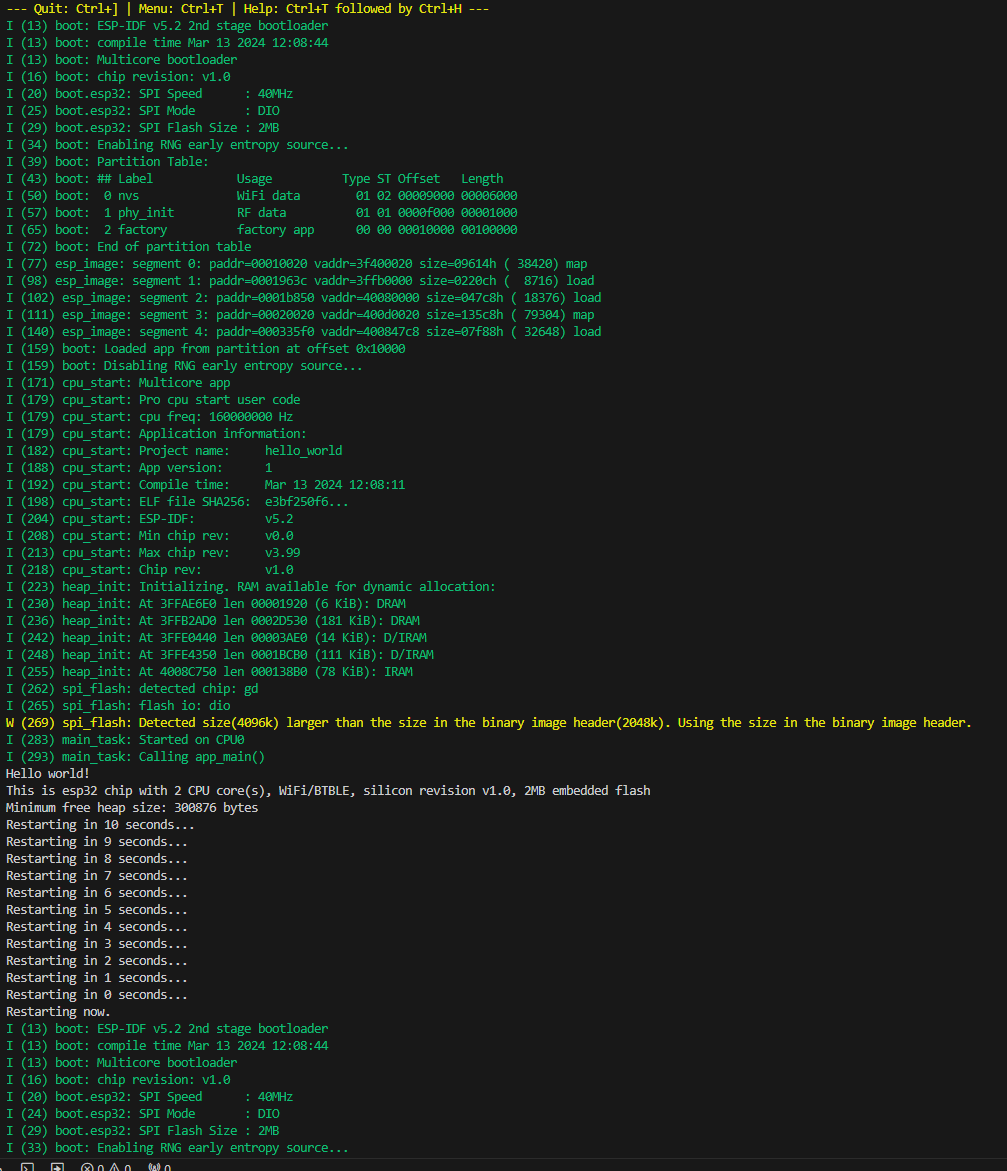 --- Quit: Ctrl+] | Menu: Ctrl+T | Help: Ctrl+T followed by Ctrl+H ---
I (13) boot: ESP-IDF v5.2 2nd stage bootloader
I (13) boot: compile time Mar 13 2024 12:08:44
I (13) boot: Multicore bootloader
I (16) boot: chip revision: v1.0
I (20) boot.esp32: SPI Speed      : 40MHz
I (25) boot.esp32: SPI Mode       : DIO
I (29) boot.esp32: SPI Flash Size : 2MB
I (34) boot: Enabling RNG early entropy source...
I (39) boot: Partition Table:
I (43) boot: ## Label            Usage          Type ST Offset   Length
I (50) boot:  0 nvs              WiFi data        01 02 00009000 00006000
I (57) boot:  1 phy_init         RF data          01 01 0000f000 00001000
I (65) boot:  2 factory          factory app      00 00 00010000 00100000
I (72) boot: End of partition table
I (77) esp_image: segment 0: paddr=00010020 vaddr=3f400020 size=09614h ( 38420) map
I (98) esp_image: segment 1: paddr=0001963c vaddr=3ffb0000 size=0220ch (  8716) load
I (102) esp_image: segment 2: paddr=0001b850 vaddr=40080000 size=047c8h ( 18376) load
I (111) esp_image: segment 3: paddr=00020020 vaddr=400d0020 size=135c8h ( 79304) map
I (140) esp_image: segment 4: paddr=000335f0 vaddr=400847c8 size=07f88h ( 32648) load
I (159) boot: Loaded app from partition at offset 0x10000
I (159) boot: Disabling RNG early entropy source...
I (171) cpu_start: Multicore app
I (179) cpu_start: Pro cpu start user code
I (179) cpu_start: cpu freq: 160000000 Hz
I (179) cpu_start: Application information:
I (182) cpu_start: Project name:     hello_world
I (188) cpu_start: App version:      1
I (192) cpu_start: Compile time:     Mar 13 2024 12:08:11
I (198) cpu_start: ELF file SHA256:  e3bf250f6...
I (204) cpu_start: ESP-IDF:          v5.2
I (208) cpu_start: Min chip rev:     v0.0
I (213) cpu_start: Max chip rev:     v3.99
I (218) cpu_start: Chip rev:         v1.0
I (223) heap_init: Initializing. RAM available for dynamic allocation:
I (230) heap_init: At 3FFAE6E0 len 00001920 (6 KiB): DRAM
I (236) heap_init: At 3FFB2AD0 len 0002D530 (181 KiB): DRAM
I (242) heap_init: At 3FFE0440 len 00003AE0 (14 KiB): D/IRAM
I (248) heap_init: At 3FFE4350 len 0001BCB0 (111 KiB): D/IRAM
I (255) heap_init: At 4008C750 len 000138B0 (78 KiB): IRAM
I (262) spi_flash: detected chip: gd
I (265) spi_flash: flash io: dio
W (269) spi_flash: Detected size(4096k) larger than the size in the binary image header(2048k). Using the size in the binary image header.
I (283) main_task: Started on CPU0
I (293) main_task: Calling app_main()
Hello world!
This is esp32 chip with 2 CPU core(s), WiFi/BTBLE, silicon revision v1.0, 2MB embedded flash
Minimum free heap size: 300876 bytes
Restarting in 10 seconds...
Restarting in 9 seconds...
Restarting in 8 seconds...
Restarting in 7 seconds...
Restarting in 6 seconds...
Restarting in 5 seconds...
Restarting in 4 seconds...
Restarting in 3 seconds...
Restarting in 2 seconds...
Restarting in 1 seconds...
Restarting in 0 seconds...
Restarting now.
I (13) boot: ESP-IDF v5.2 2nd stage bootloader
I (13) boot: compile time Mar 13 2024 12:08:44
I (13) boot: Multicore bootloader
I (16) boot: chip revision: v1.0
I (20) boot.esp32: SPI Speed      : 40MHz
I (24) boot.esp32: SPI Mode       : DIO
I (29) boot.esp32: SPI Flash Size : 2MB
I (33) boot: Enabling RNG early entropy source...
0 0 0